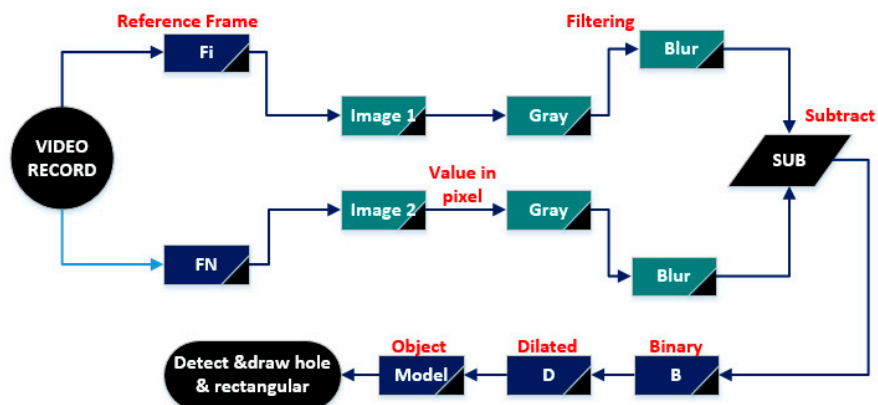 Reference Frame
Filtering
Fi
Blur
Image 1
Gray
Subtract
VIDEO
RECORD
SUB
Value in
pixel
Image 2
Gray
FN
Blur
Object
Dilated
Binary
Detect &draw hole
& rectangular
Model
D
B